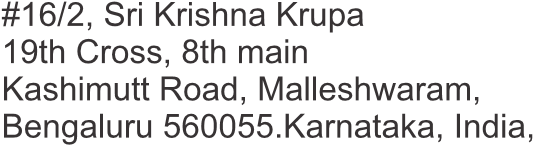 #16/2, Sri Krishna Krupa
19th Cross, 8th main
Kashimutt Road, Malleshwaram,
Bengaluru 560055.Karnataka, India,